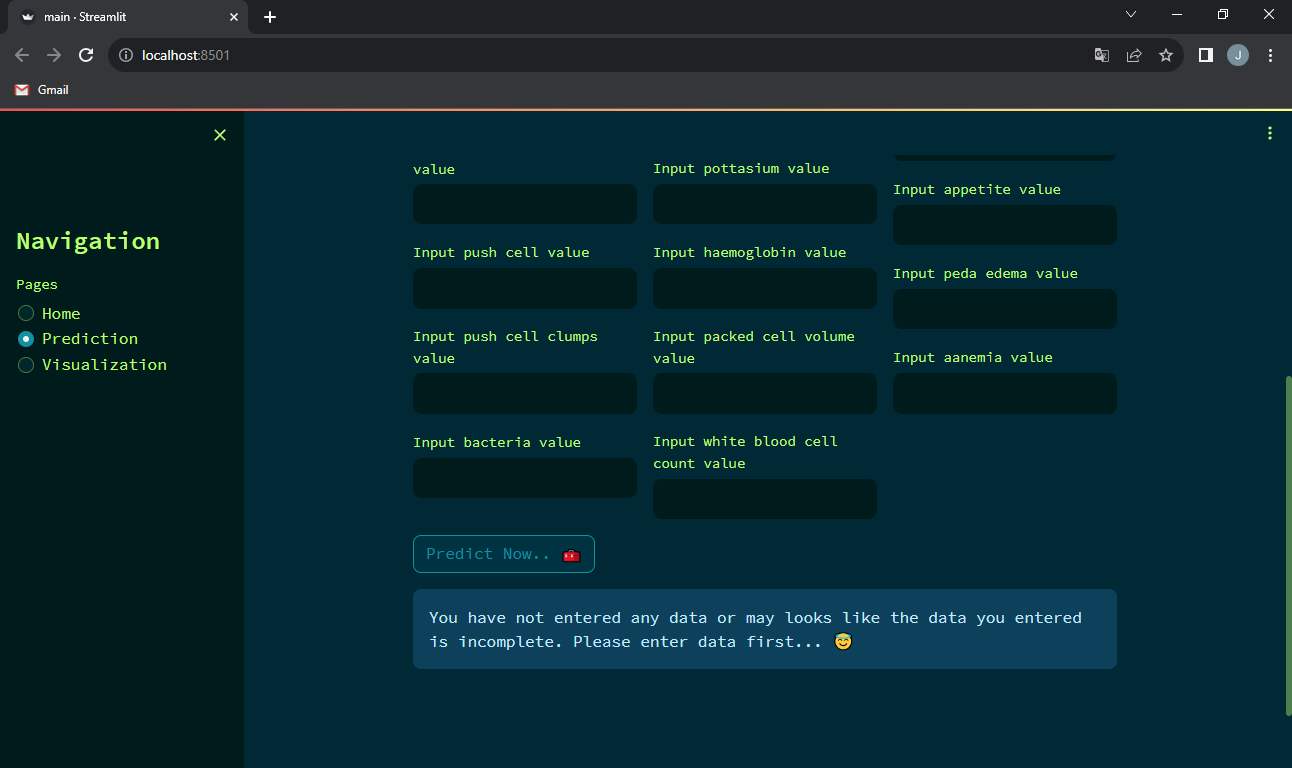 main · Streamlit
localhost:8501
J
Gmail
Navigation
Pages
Home
Prediction
Visualization
value
Input push cell value
Input push cell clumps
value
Input bacteria value
Input pottasium value
Input haemoglobin value
Input packed cell volume
value
Input white blood cell
count value
Input appetite value
Input peda edema value
Input aanemia value
Predict Now..
You have not entered any data or may looks like the data you entered
is incomplete. Please enter data first...